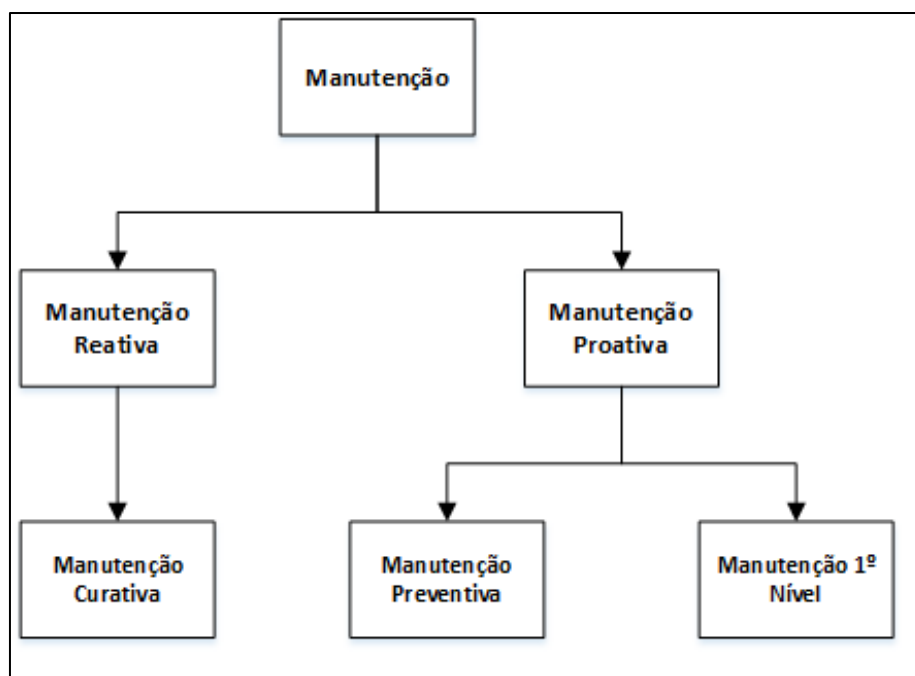 Manutenção
Manutenção
Reativa
Manutenção
Proativa
Manutenção
Curativa
Manutenção
Preventiva
Manutenção 1º
Nível